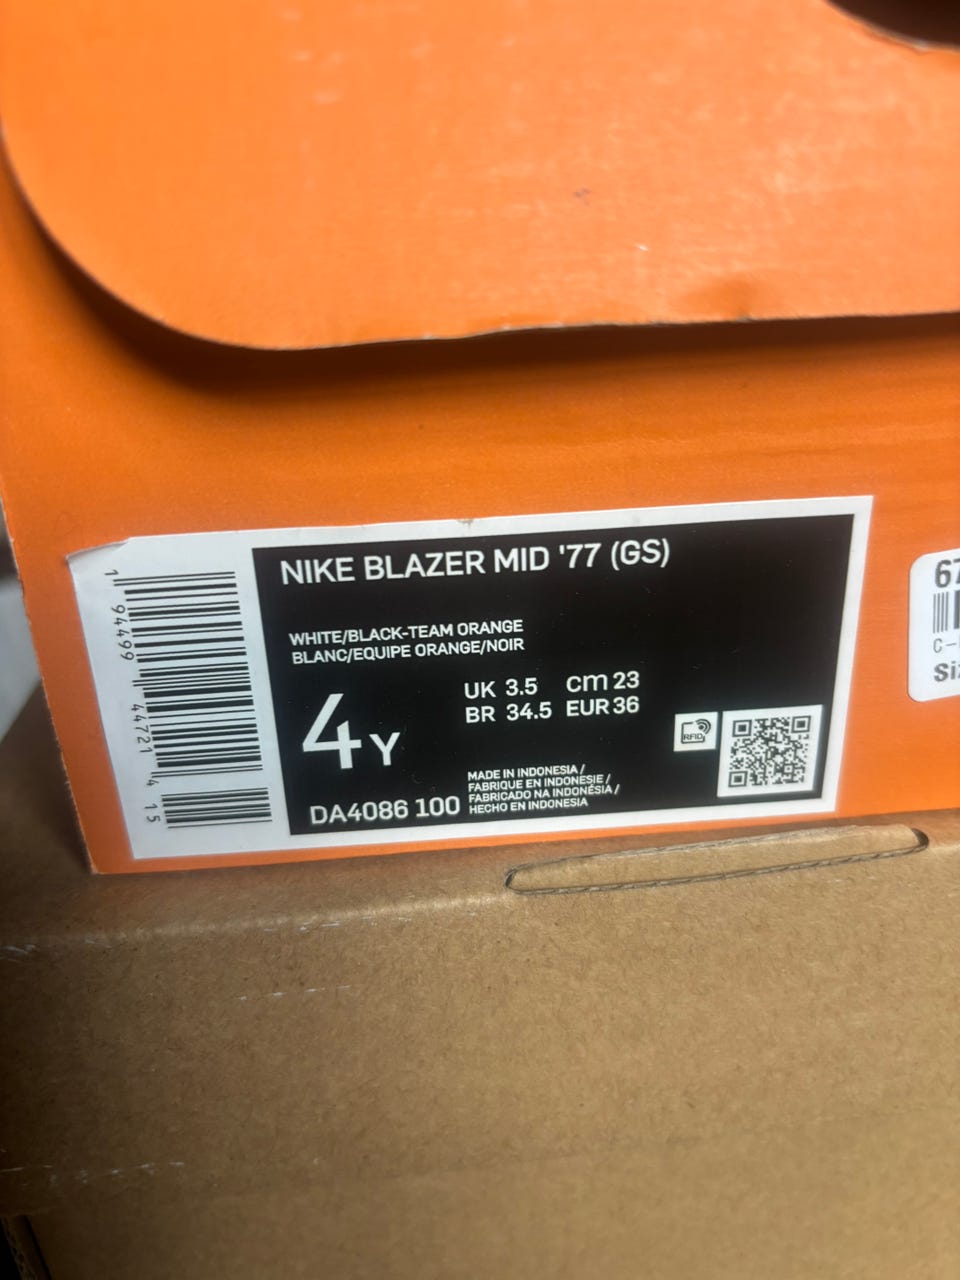 NIKE BLAZER MID '77 (GS)
WHITE/BLACK-TEAM ORANGE
BLANC/EQUIPE ORANGE/NOIR
4Y
UK 3.5 cm 23
BR 34.5 EUR 36
RFID
MADE IN INDONESIA /
FABRIQUE EN INDONESIE /
FABRICADO NA INDONÉSIA /
HECHO EN INDONESIA
DA4086 100
1 94499 44721 4 15
67
C-
Siz